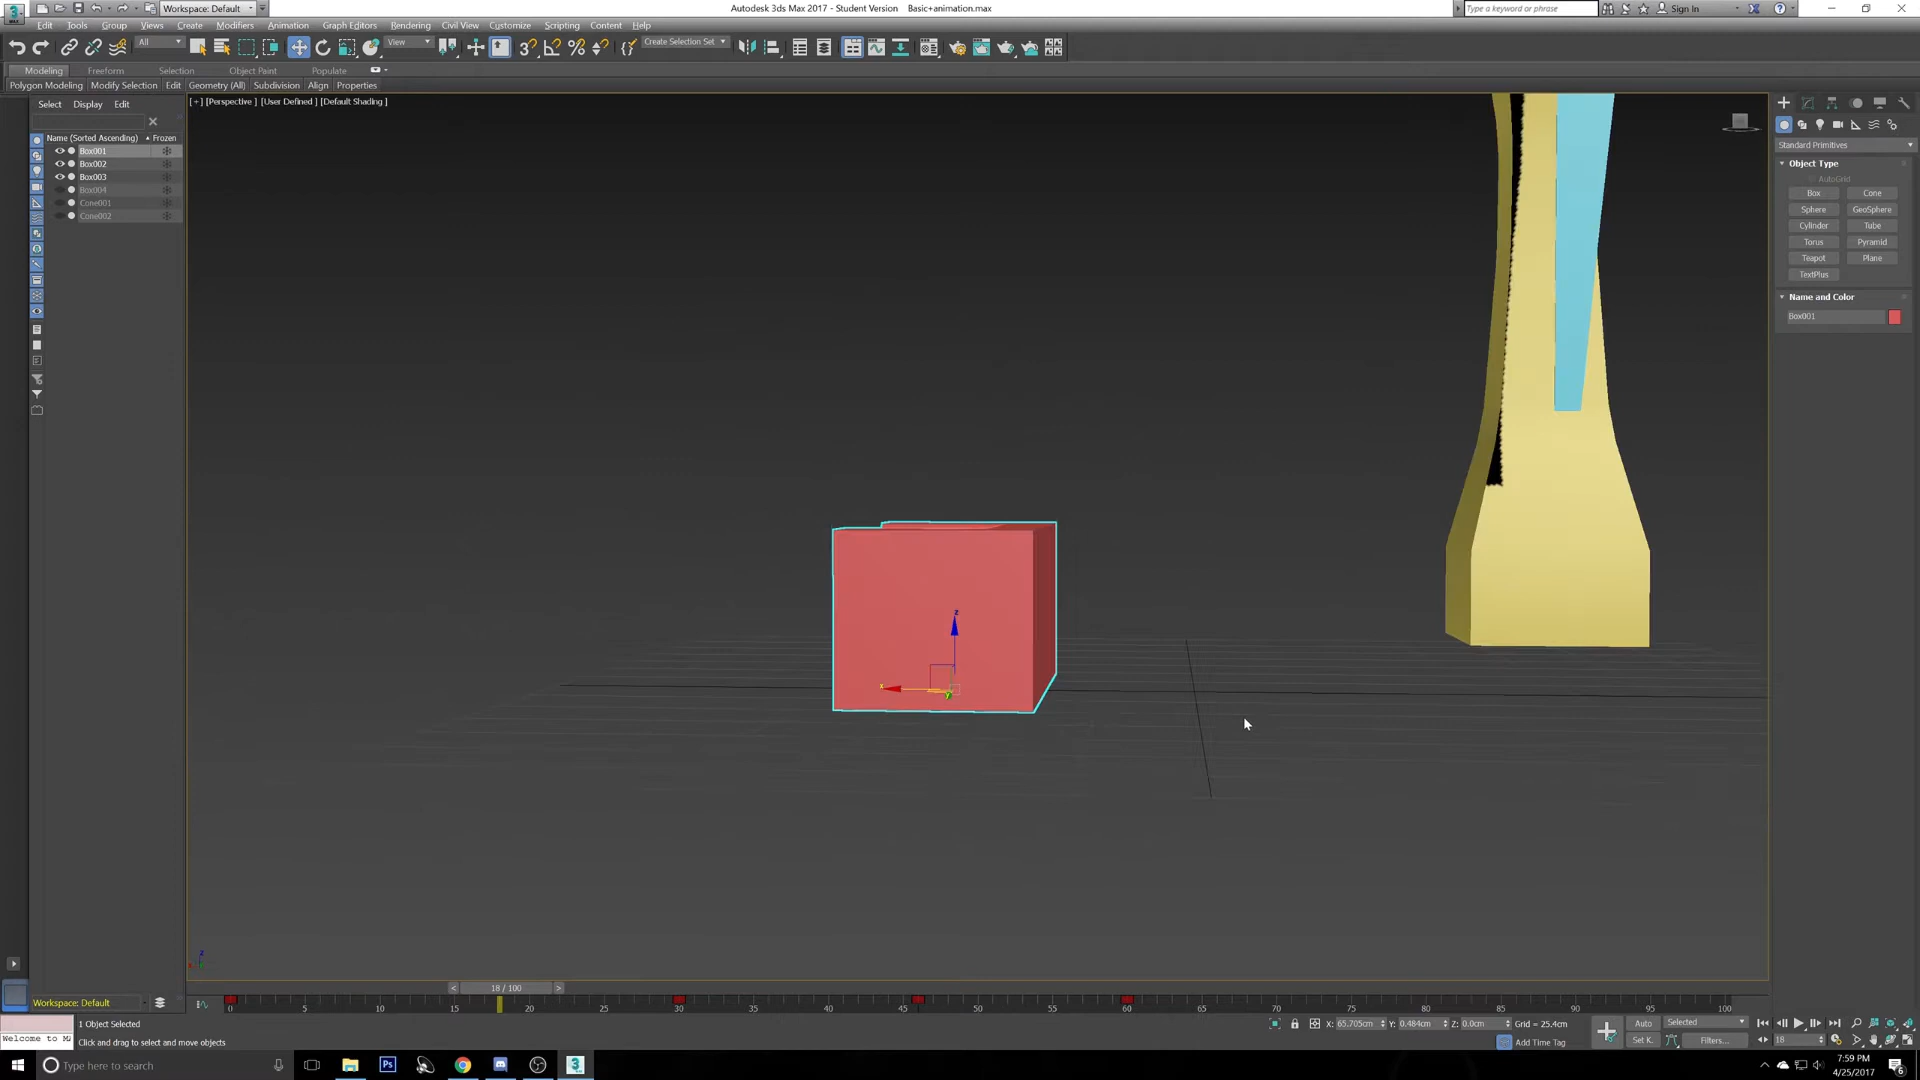 Workspace: Default
Autodesk 3ds Max 2017 - Student Version    Basic+animation.max
Type a keyword or phrase
Sign In
Edit Tools Group Views Create Modifiers Animation Graph Editors Rendering Civil View Customize Scripting Content Help
All
View
Create Selection Set
Modeling Freeform Selection Object Paint Populate
Polygon Modeling Modify Selection Edit Geometry (All) Subdivision Align Properties
Select Display Edit
[+] [Perspective ] [User Defined ] [Default Shading ]
Name (Sorted Ascending) Frozen
Box001
Box002
Box003
Box004
Cone001
Cone002
Standard Primitives
Object Type
AutoGrid
Box Cone
Sphere GeoSphere
Cylinder Tube
Torus Pyramid
Teapot Plane
TextPlus
Name and Color
Box001
z
x
y
z
18 / 100
Workspace: Default
0 5 10 15 20 25 30 35 40 45 50 55 60 65 70 75 80 85 90 95 100
1 Object Selected
X: 65.705cm Y: 0.484cm Z: 0.0cm Grid = 25.4cm
Auto Selected
Welcome to M
Click and drag to select and move objects
Add Time Tag
Set K. Filters...
18
Type here to search
Ps
3
7:59 PM
4/25/2017
6